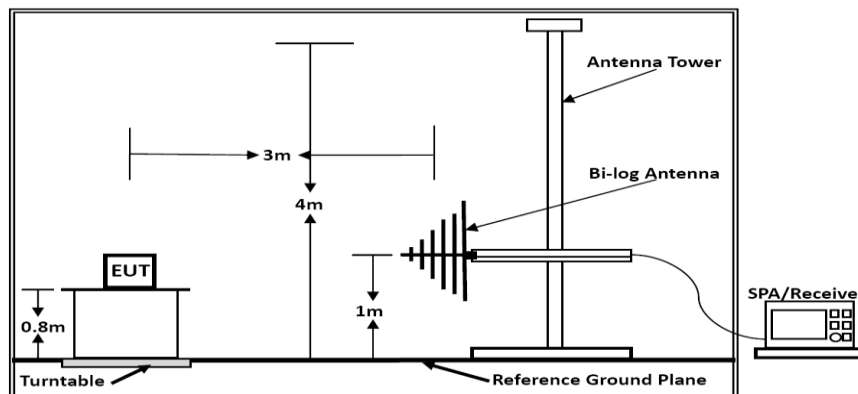 Antenna Tower
3m
Bi-log Antenna
4m
EUT
SPA/Receive
1m
0.8m
Turntable
Reference Ground Plane